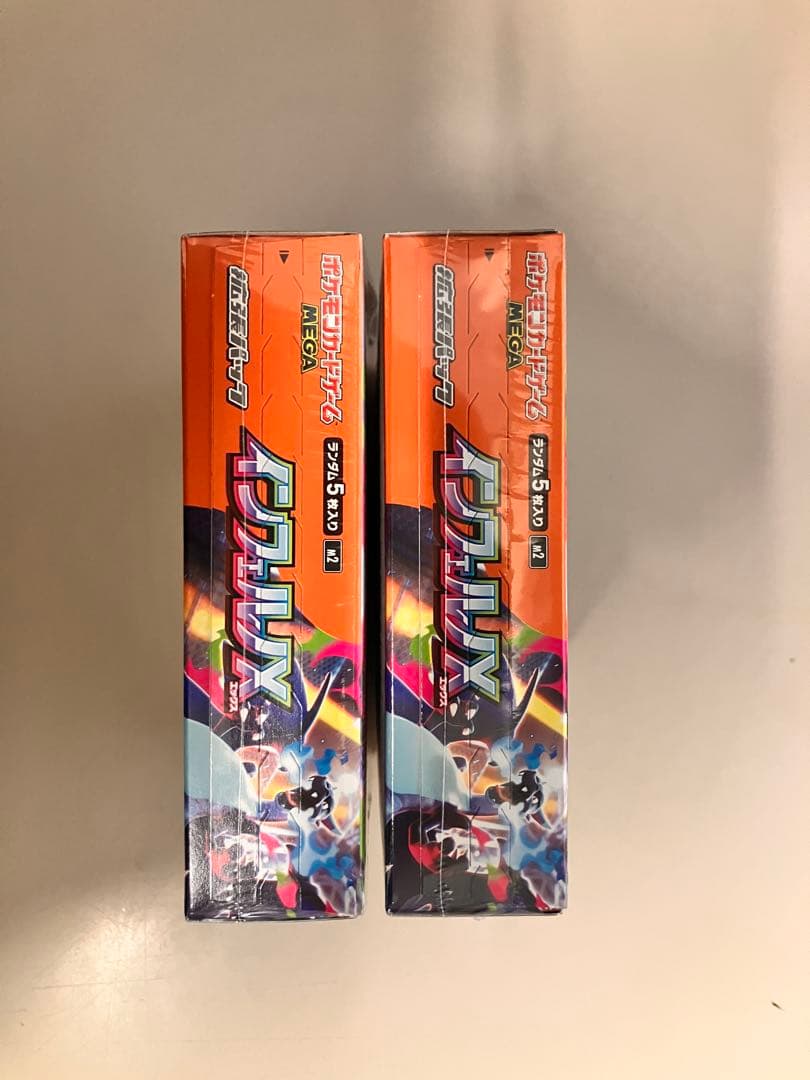 ポケモンカードゲーム
MEGA
拡張パック
ランダム5枚入り
M2
インフェルノX
エックス
ポケモンカードゲーム
MEGA
拡張パック
ランダム5枚入り
M2
インフェルノX
エックス